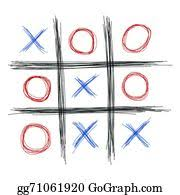 X O O
O X O
O X X
gg71061920 GoGraph.com